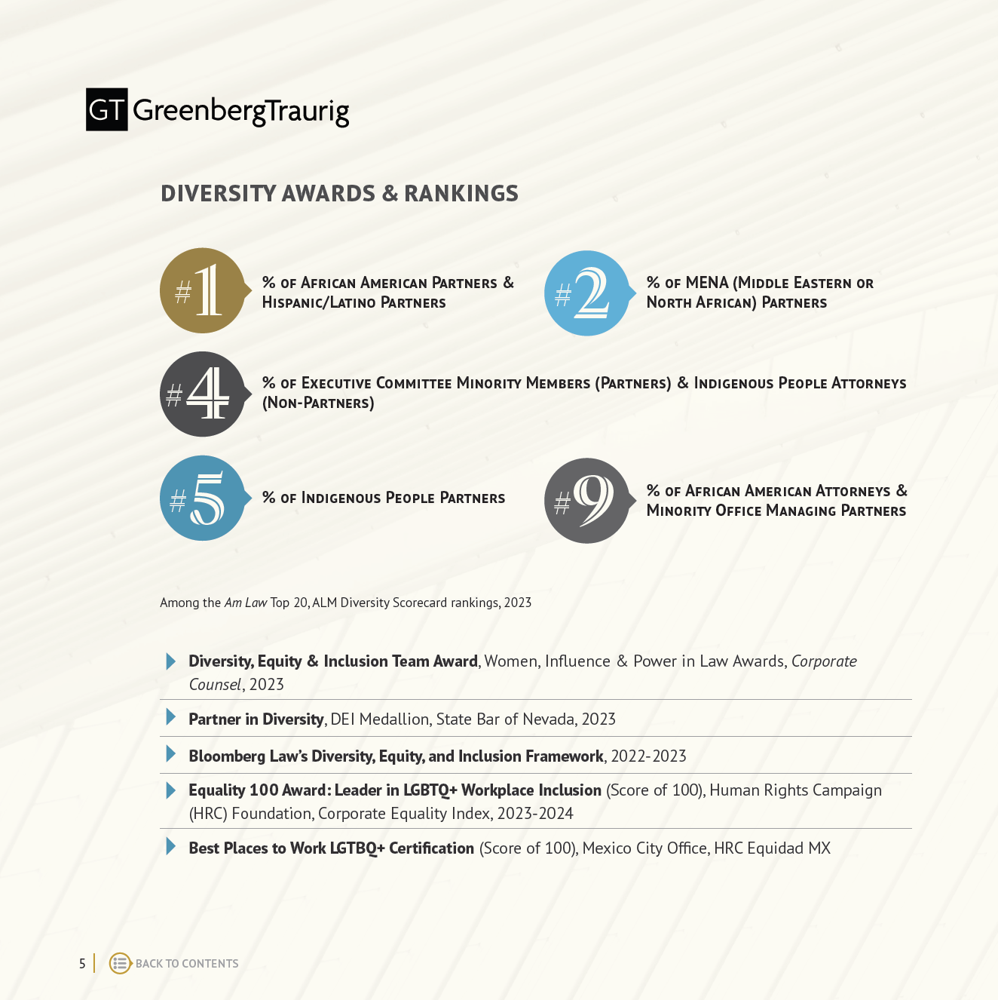 GT GreenbergTraurig
DIVERSITY AWARDS & RANKINGS
#1
% of African American Partners &
Hispanic/Latino Partners
#2
% of MENA (Middle Eastern or
North African) Partners
#4
% of Executive Committee Minority Members (Partners) & Indigenous People Attorneys
(Non-Partners)
#5
% of Indigenous People Partners
#9
% of African American Attorneys &
Minority Office Managing Partners
Among the Am Law Top 20, ALM Diversity Scorecard rankings, 2023
Diversity, Equity & Inclusion Team Award, Women, Influence & Power in Law Awards, Corporate
Counsel, 2023
Partner in Diversity, DEI Medallion, State Bar of Nevada, 2023
Bloomberg Law’s Diversity, Equity, and Inclusion Framework, 2022-2023
Equality 100 Award: Leader in LGBTQ+ Workplace Inclusion (Score of 100), Human Rights Campaign
(HRC) Foundation, Corporate Equality Index, 2023-2024
Best Places to Work LGTBQ+ Certification (Score of 100), Mexico City Office, HRC Equidad MX
5
BACK TO CONTENTS